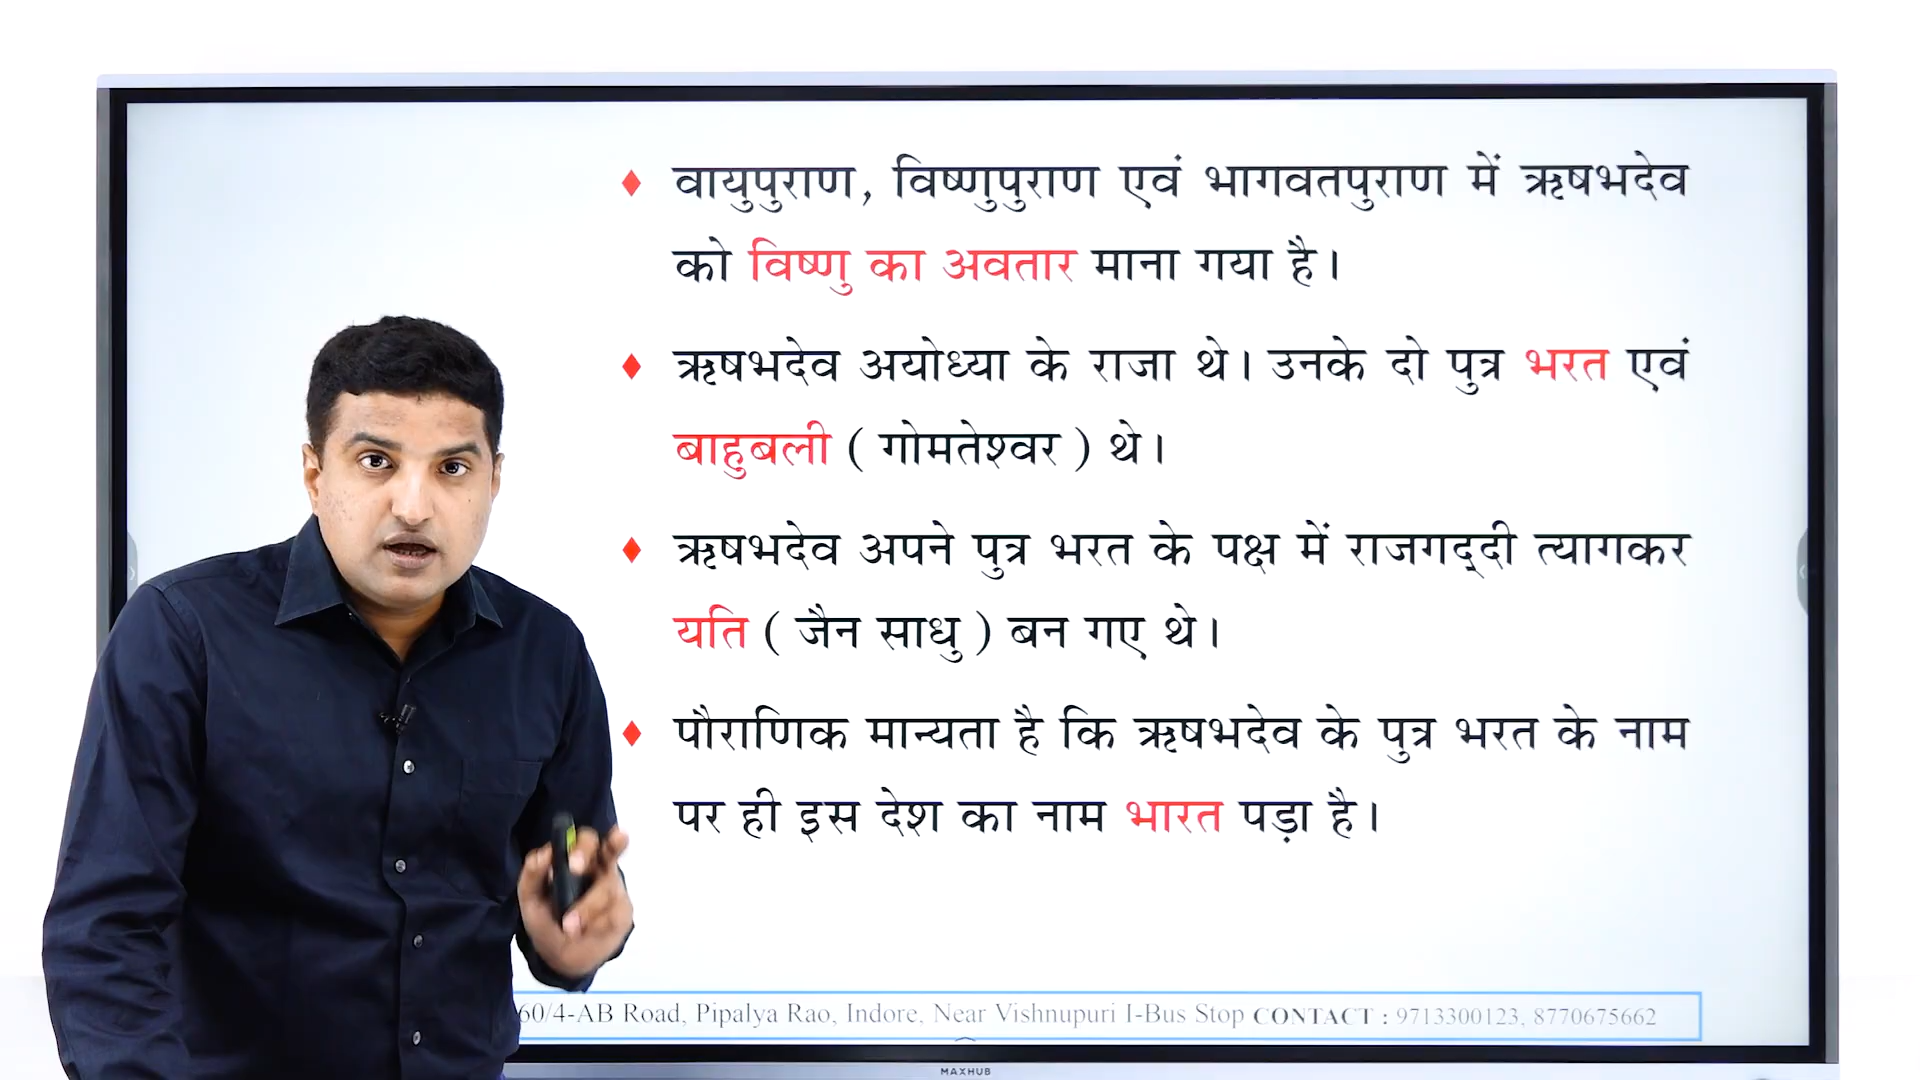 ♦ वायुपुराण, विष्णुपुराण एवं भागवतपुराण में ऋषभदेव
को विष्णु का अवतार माना गया है।
♦ ऋषभदेव अयोध्या के राजा थे। उनके दो पुत्र भरत एवं
बाहुबली ( गोमतेश्वर ) थे।
♦ ऋषभदेव अपने पुत्र भरत के पक्ष में राजगद्दी त्यागकर
यति ( जैन साधु ) बन गए थे।
♦ पौराणिक मान्यता है कि ऋषभदेव के पुत्र भरत के नाम
पर ही इस देश का नाम भारत पड़ा है।
60/4-AB Road, Pipalya Rao, Indore, Near Vishnupuri I-Bus Stop CONTACT : 9713300123, 8770675662
MAXHUB